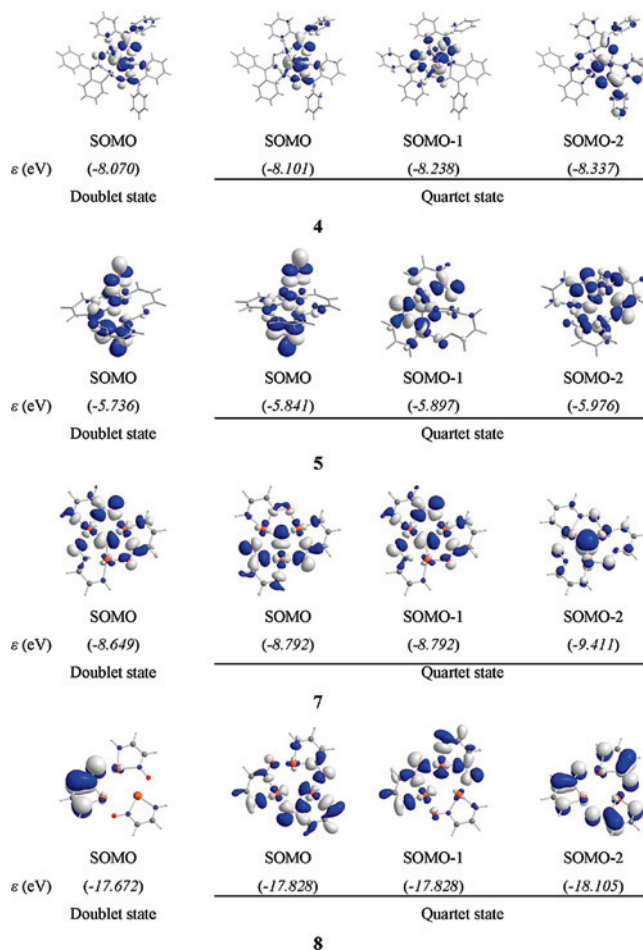 SOMO SOMO SOMO-1 SOMO-2
ε (eV) (-8.070) (-8.101) (-8.238) (-8.337)
Doublet state Quartet state
4
SOMO SOMO SOMO-1 SOMO-2
ε (eV) (-5.736) (-5.841) (-5.897) (-5.976)
Doublet state Quartet state
5
SOMO SOMO SOMO-1 SOMO-2
ε (eV) (-8.649) (-8.792) (-8.792) (-9.411)
Doublet state Quartet state
7
SOMO SOMO SOMO-1 SOMO-2
ε (eV) (-17.672) (-17.828) (-17.828) (-18.105)
Doublet state Quartet state
8